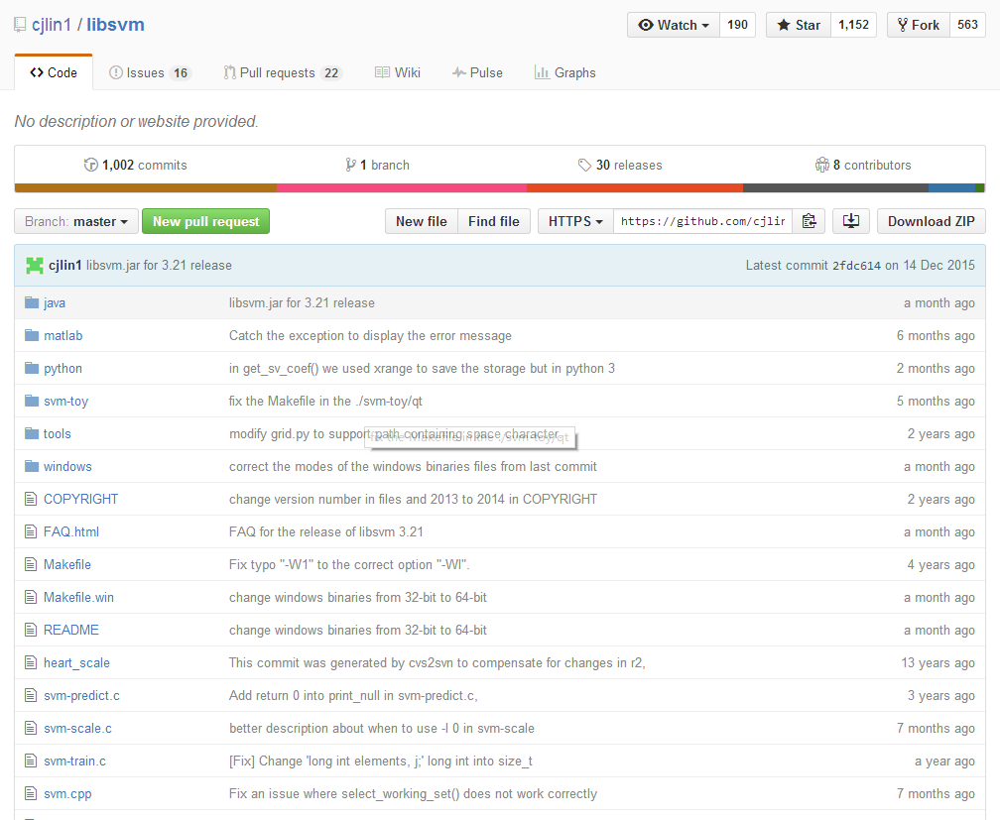 cjlin1 / libsvm Watch 190 Star 1,152 Fork 563
Code Issues 16 Pull requests 22 Wiki Pulse Graphs
No description or website provided.
1,002 commits 1 branch 30 releases 8 contributors
Branch: master New pull request New file Find file HTTPS https://github.com/cjlin Download ZIP
cjlin1 libsvm.jar for 3.21 release Latest commit 2fdc614 on 14 Dec 2015
java libsvm.jar for 3.21 release a month ago
matlab Catch the exception to display the error message 6 months ago
python in get_sv_coef() we used xrange to save the storage but in python 3 2 months ago
svm-toy fix the Makefile in the ./svm-toy/qt 5 months ago
tools modify grid.py to support path containing space character 2 years ago
fix the Makefile in the ./svm-toy/qt
windows correct the modes of the windows binaries files from last commit a month ago
COPYRIGHT change version number in files and 2013 to 2014 in COPYRIGHT 2 years ago
FAQ.html FAQ for the release of libsvm 3.21 a month ago
Makefile Fix typo "-W1" to the correct option "-Wl". 4 years ago
Makefile.win change windows binaries from 32-bit to 64-bit a month ago
README change windows binaries from 32-bit to 64-bit a month ago
heart_scale This commit was generated by cvs2svn to compensate for changes in r2, 13 years ago
svm-predict.c Add return 0 into print_null in svm-predict.c, 3 years ago
svm-scale.c better description about when to use -l 0 in svm-scale 7 months ago
svm-train.c [Fix] Change 'long int elements, j;' long int into size_t a year ago
svm.cpp Fix an issue where select_working_set() does not work correctly 7 months ago